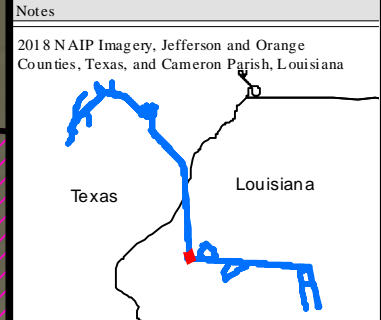 Notes
2018 NAIP Imagery, Jefferson and Orange
Counties, Texas, and Cameron Parish, Louisiana
Louisiana
Texas